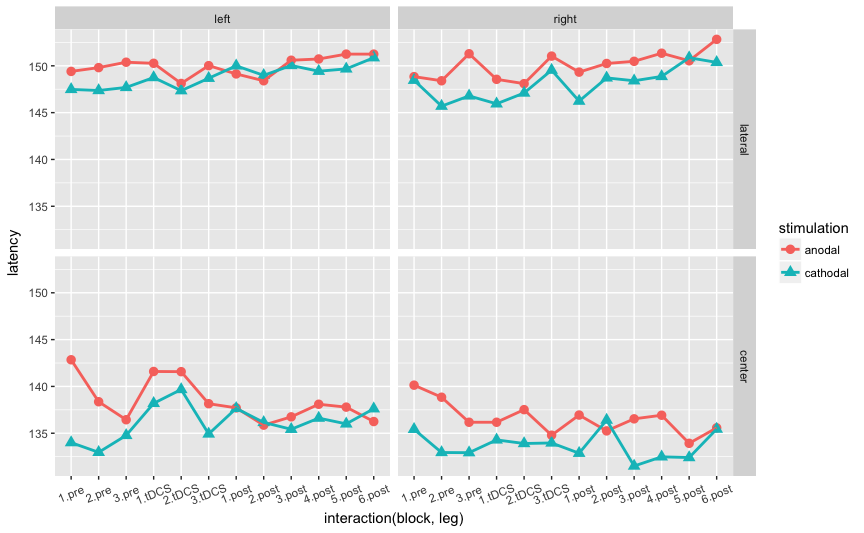 left right
150
145
140
135
lateral
150
145
140
135
center
latency
1.pre 2.pre 3.pre 1.tDCS 2.tDCS 3.tDCS 1.post 2.post 3.post 4.post 5.post 6.post 1.pre 2.pre 3.pre 1.tDCS 2.tDCS 3.tDCS 1.post 2.post 3.post 4.post 5.post 6.post
interaction(block, leg)
stimulation
anodal
cathodal